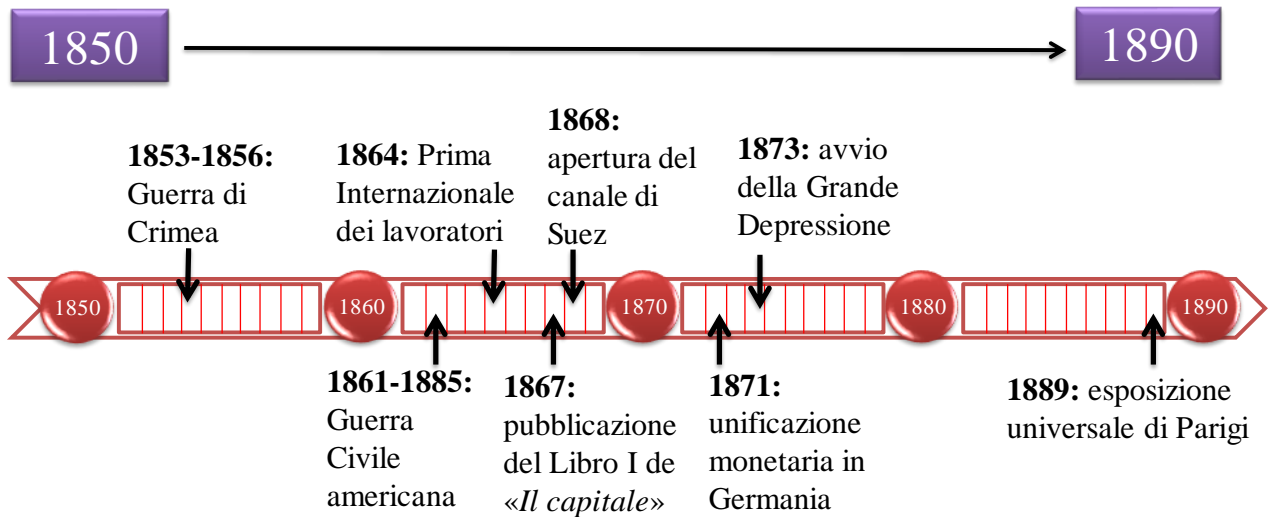 1850
1890
1853-1856:
Guerra di
Crimea
1864: Prima
Internazionale
dei lavoratori
1868:
apertura del
canale di
Suez
1873: avvio
della Grande
Depressione
1850
1860
1870
1880
1890
1861-1885:
Guerra
Civile
americana
1867:
pubblicazione
del Libro I de
«Il capitale»
1871:
unificazione
monetaria in
Germania
1889: esposizione
universale di Parigi